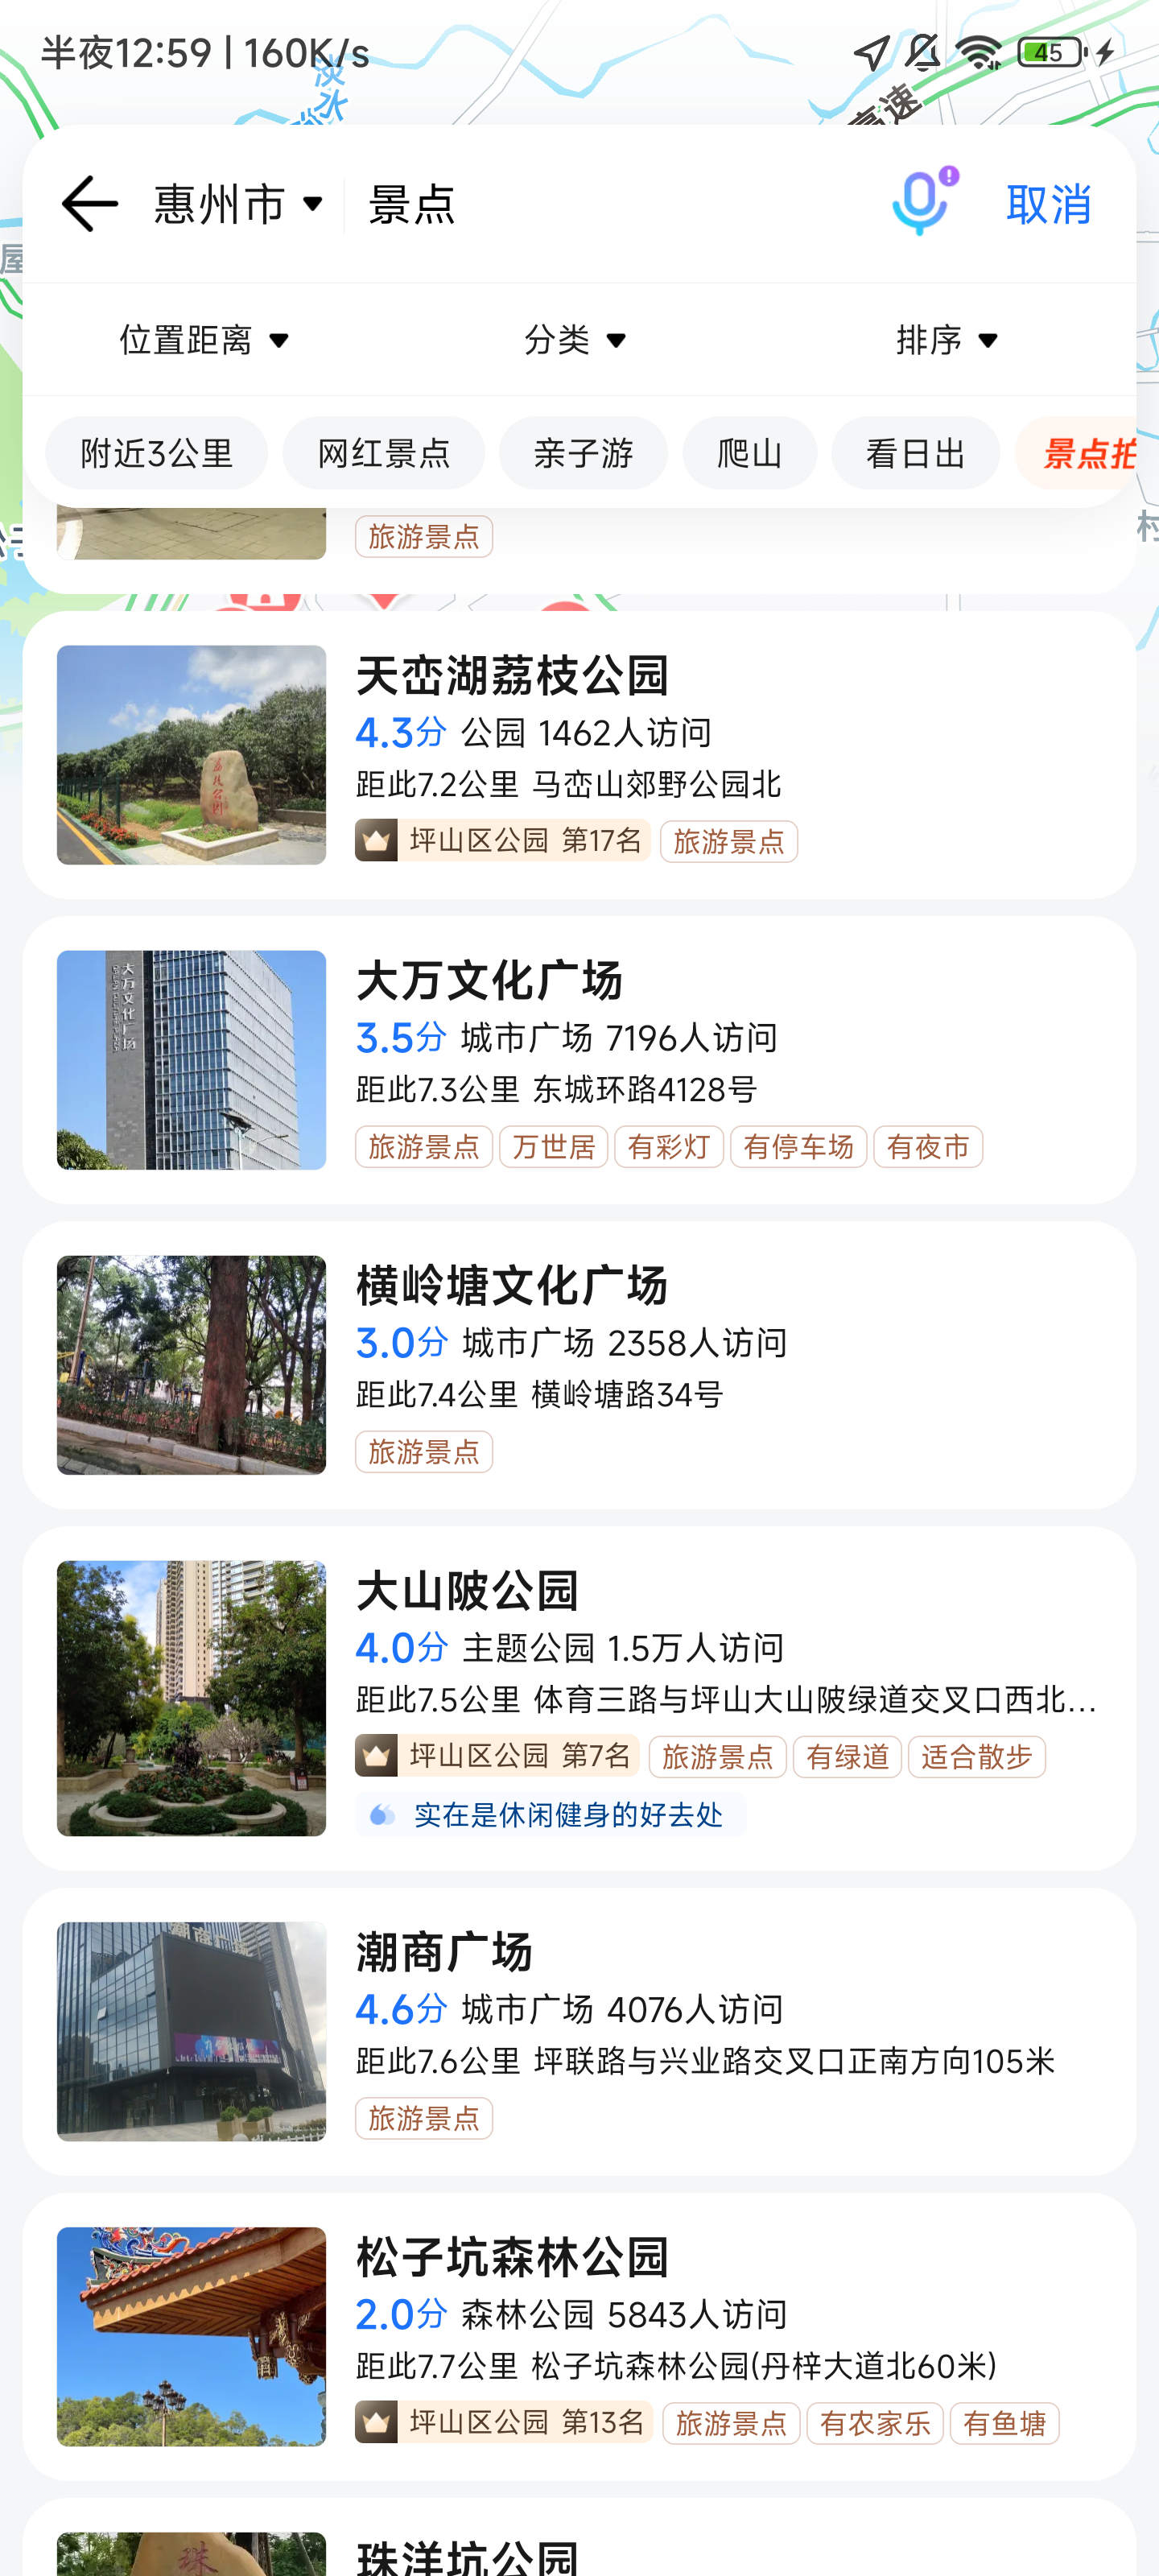 半夜12:59 | 160K/s
45
淡水
高速
惠州市
景点
取消
屋
位置距离
分类
排序
附近3公里
网红景点
亲子游
爬山
看日出
景点拍
村
旅游景点
天峦湖荔枝公园
4.3分 公园 1462人访问
距此7.2公里 马峦山郊野公园北
坪山区公园 第17名
旅游景点
荔枝公园
大万文化广场
3.5分 城市广场 7196人访问
距此7.3公里 东城环路4128号
旅游景点
万世居
有彩灯
有停车场
有夜市
大万文化广场
横岭塘文化广场
3.0分 城市广场 2358人访问
距此7.4公里 横岭塘路34号
旅游景点
大山陂公园
4.0分 主题公园 1.5万人访问
距此7.5公里 体育三路与坪山大山陂绿道交叉口西北...
坪山区公园 第7名
旅游景点
有绿道
适合散步
实在是休闲健身的好去处
潮商广场
4.6分 城市广场 4076人访问
距此7.6公里 坪联路与兴业路交叉口正南方向105米
旅游景点
松子坑森林公园
2.0分 森林公园 5843人访问
距此7.7公里 松子坑森林公园(丹梓大道北60米)
坪山区公园 第13名
旅游景点
有农家乐
有鱼塘
珠洋坑公园
珠